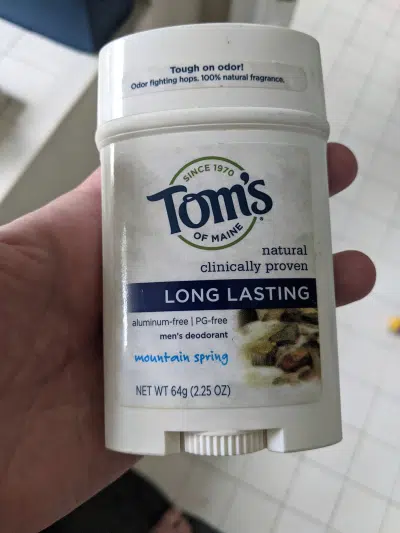 Tough on odor!
Odor fighting hops, 100% natural fragrance.
SINCE 1970
Tom's
®
OF MAINE
natural
clinically proven
LONG LASTING
aluminum-free | PG-free
men's deodorant
mountain spring
NET WT 64g (2.25 OZ)